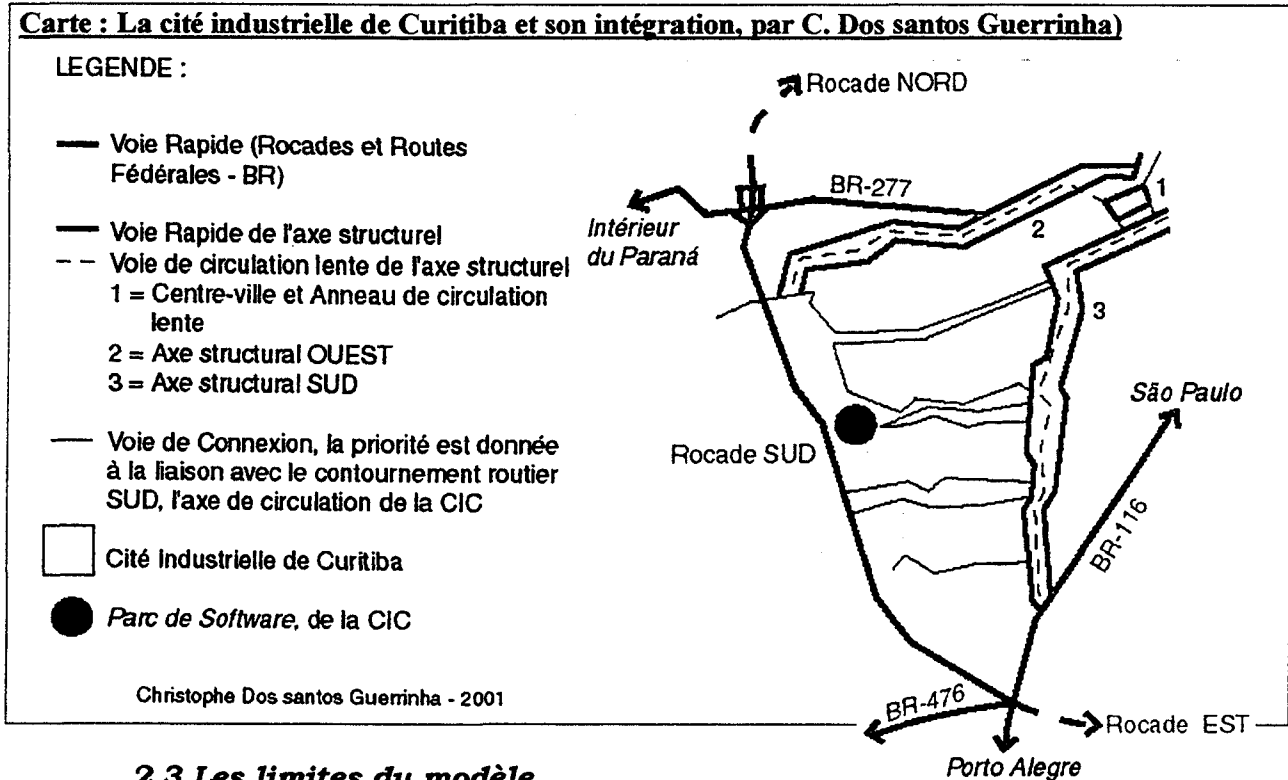 Carte : La cité industrielle de Curitiba et son intégration, par C. Dos santos Guerrinha)
LEGENDE :
Voie Rapide (Rocades et Routes
Fédérales - BR)
Voie Rapide de l'axe structurel
Voie de circulation lente de l'axe structurel
1 = Centre-ville et Anneau de circulation
lente
2 = Axe structural OUEST
3 = Axe structural SUD
Voie de Connexion, la priorité est donnée
à la liaison avec le contournement routier
SUD, l'axe de circulation de la CIC
Cité industrielle de Curitiba
Parc de Software, de la CIC
Christophe Dos santos Guerrinha - 2001
Rocade NORD
BR-277
1
Intérieur
du Paraná
2
3
São Paulo
Rocade SUD
BR-116
BR-476
Rocade EST
Porto Alegre
2.3 Les limites du modèle